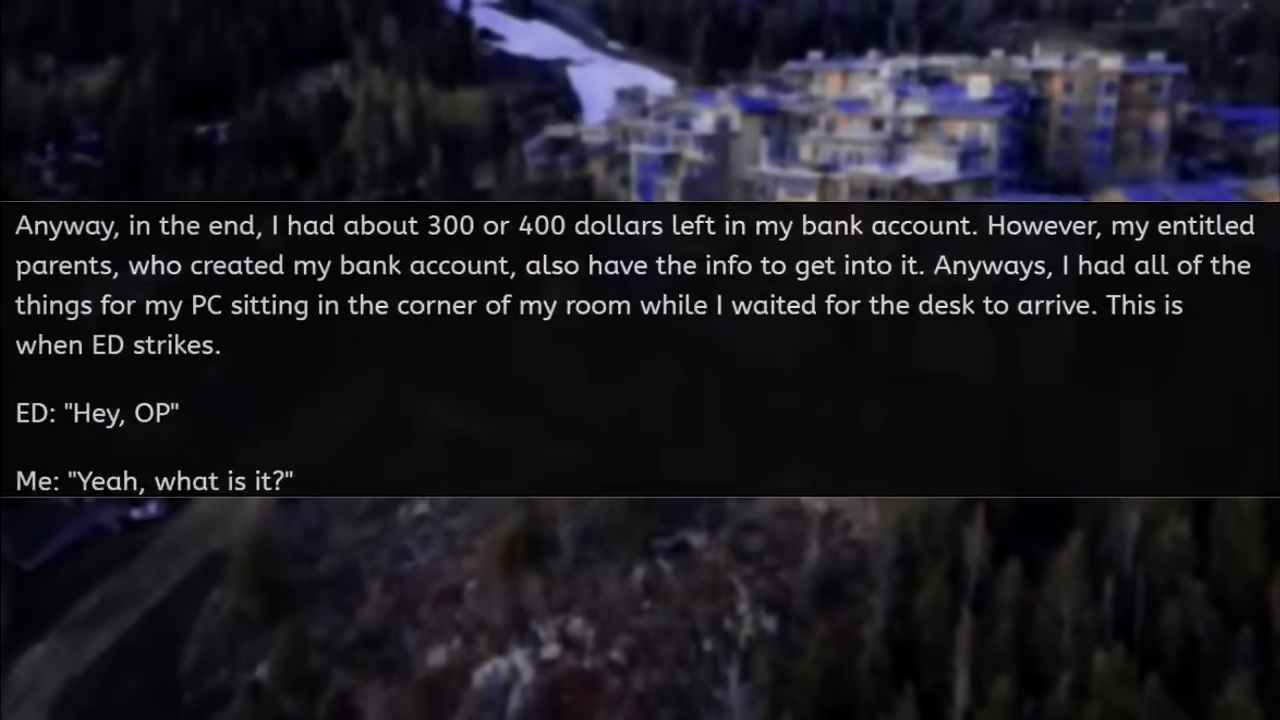 Anyway, in the end, I had about 300 or 400 dollars left in my bank account. However, my entitled
parents, who created my bank account, also have the info to get into it. Anyways, I had all of the
things for my PC sitting in the corner of my room while I waited for the desk to arrive. This is
when ED strikes.
ED: "Hey, OP"
Me: "Yeah, what is it?"